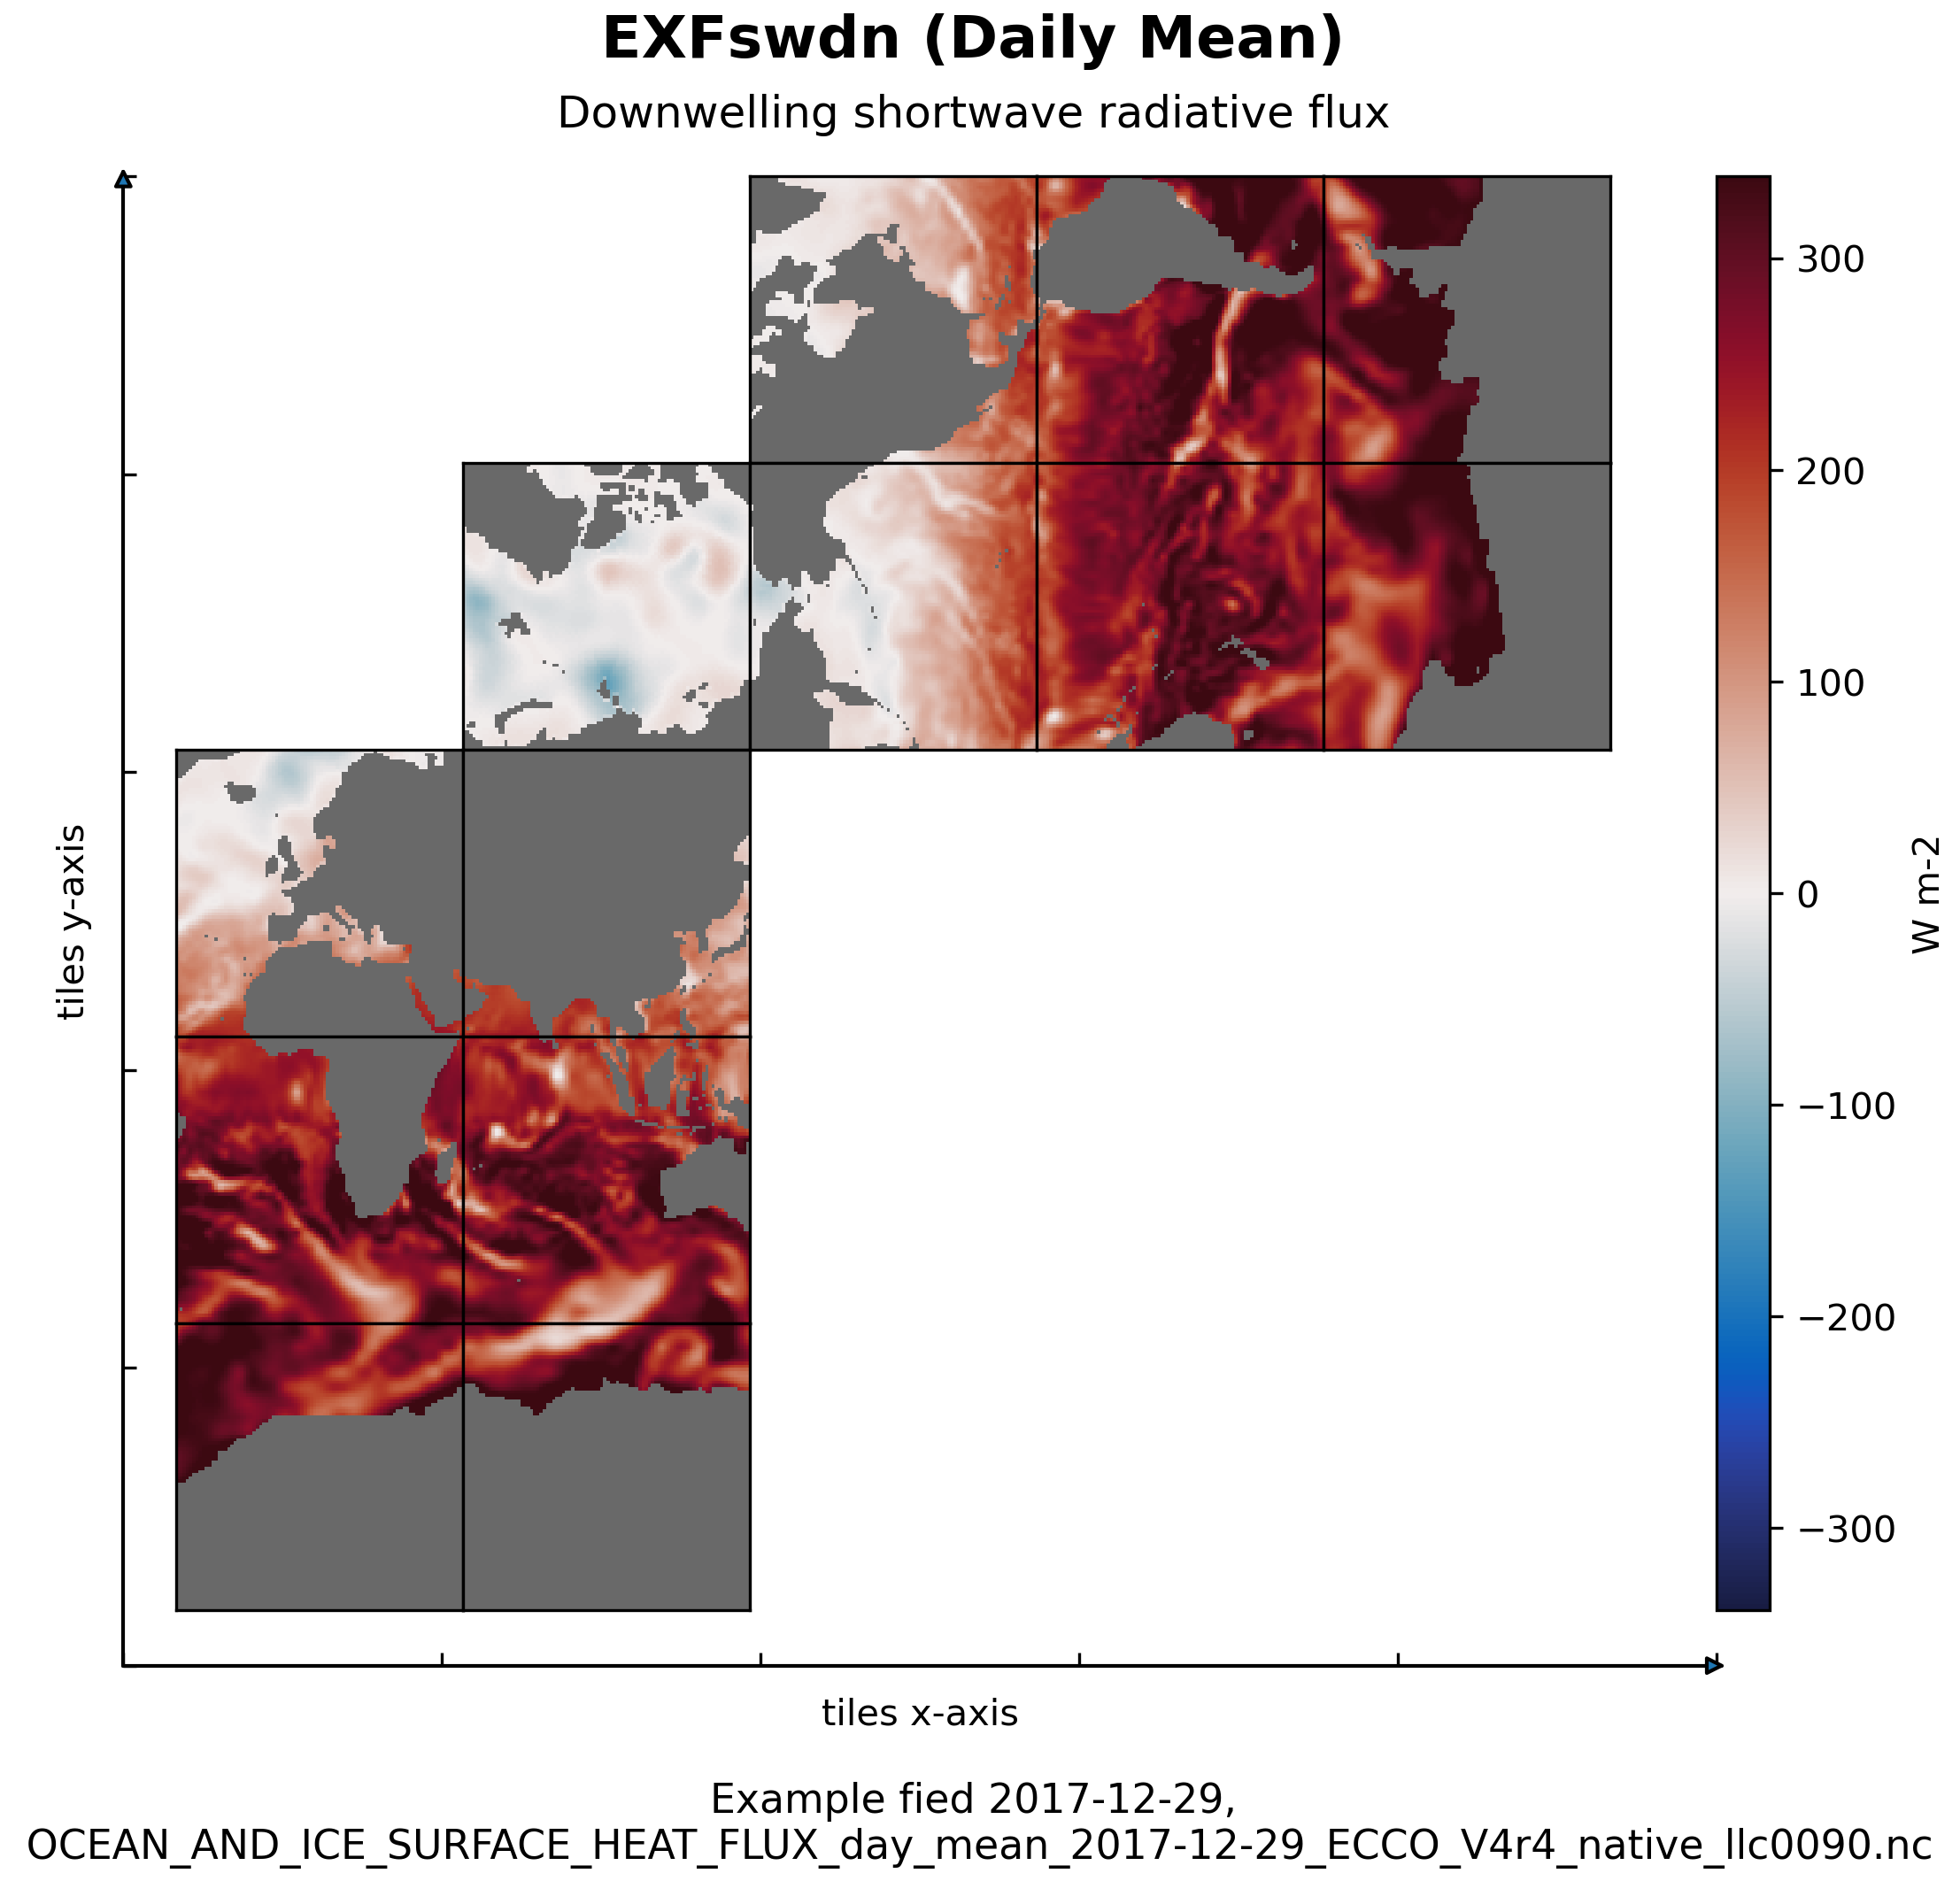 EXFswdn (Daily Mean)
Downwelling shortwave radiative flux
300
200
100
0
−100
−200
−300
W m-2
tiles y-axis
tiles x-axis
Example fied 2017-12-29,
OCEAN_AND_ICE_SURFACE_HEAT_FLUX_day_mean_2017-12-29_ECCO_V4r4_native_llc0090.nc